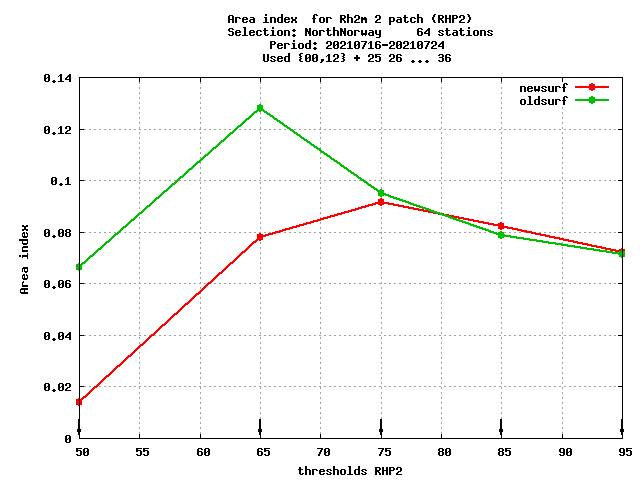 Area index  for Rh2m 2 patch (RHP2)
Selection: NorthNorway     64 stations
Period: 20210716-20210724
Used {00,12} + 25 26 ... 36
newsurf
oldsurf
0.14
0.12
0.1
0.08
0.06
0.04
0.02
0
Area index
50 55 60 65 70 75 80 85 90 95
thresholds RHP2